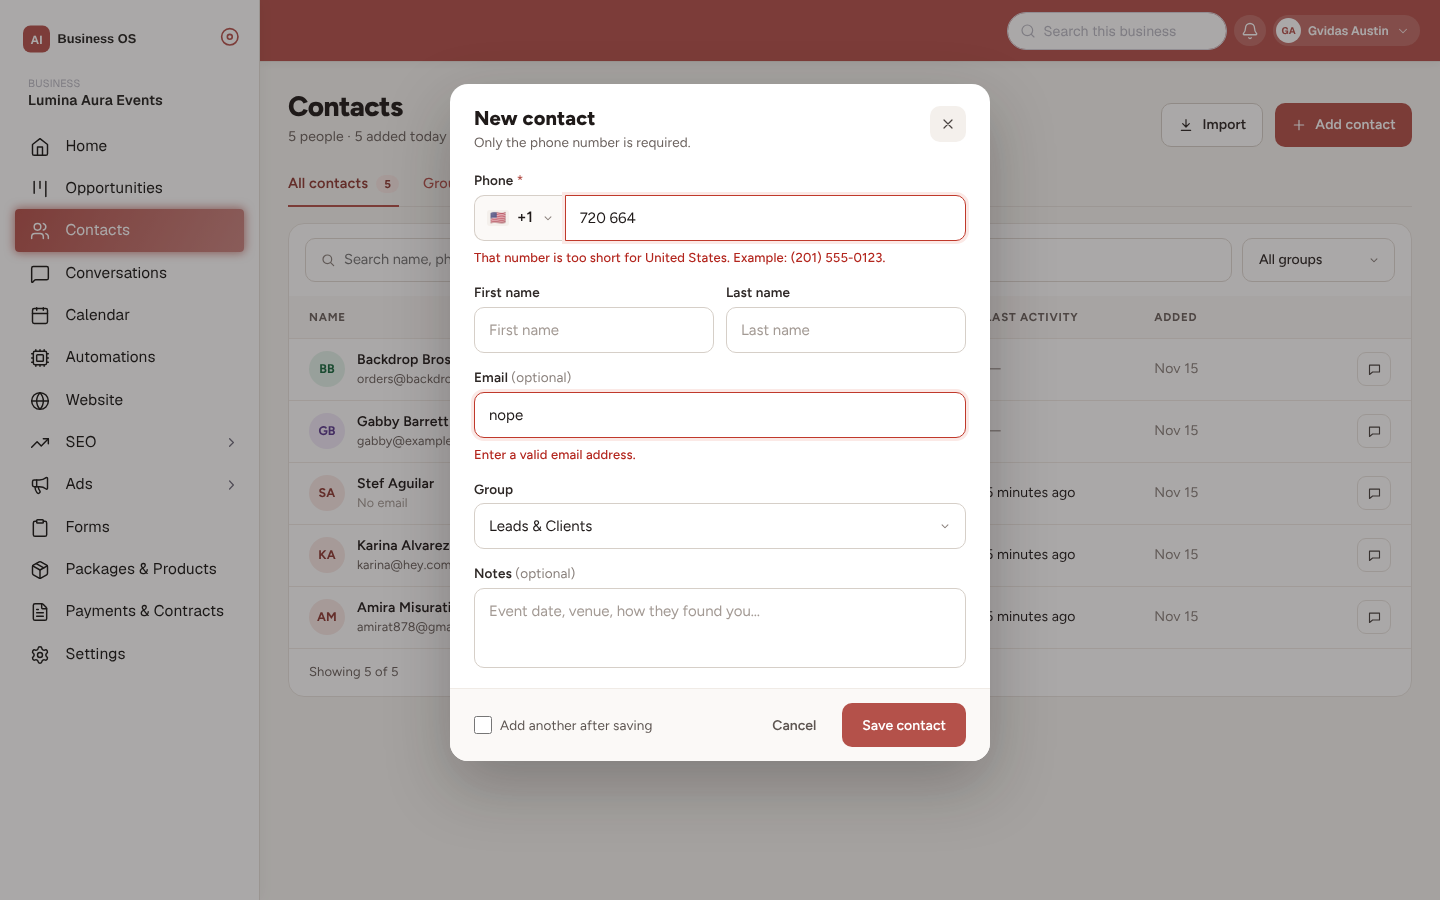 AI Business OS
Search this business
GA Gvidas Austin
BUSINESS
Lumina Aura Events
Home
Opportunities
Contacts
Conversations
Calendar
Automations
Website
SEO
Ads
Forms
Packages & Products
Payments & Contracts
Settings
Contacts
5 people · 5 added today
Import
Add contact
All contacts 5
Search name, ph
All groups
NAME
LAST ACTIVITY
ADDED
BB Backdrop Bros
orders@backdro
—
Nov 15
GB Gabby Barrett
gabby@example
—
Nov 15
SA Stef Aguilar
No email
minutes ago
Nov 15
KA Karina Alvarez
karina@hey.com
minutes ago
Nov 15
AM Amira Misurati
amirat878@gma
minutes ago
Nov 15
Showing 5 of 5
New contact
Only the phone number is required.
Phone *
+1 720 664
That number is too short for United States. Example: (201) 555-0123.
First name Last name
First name Last name
Email (optional)
nope
Enter a valid email address.
Group
Leads & Clients
Notes (optional)
Event date, venue, how they found you...
Add another after saving
Cancel
Save contact